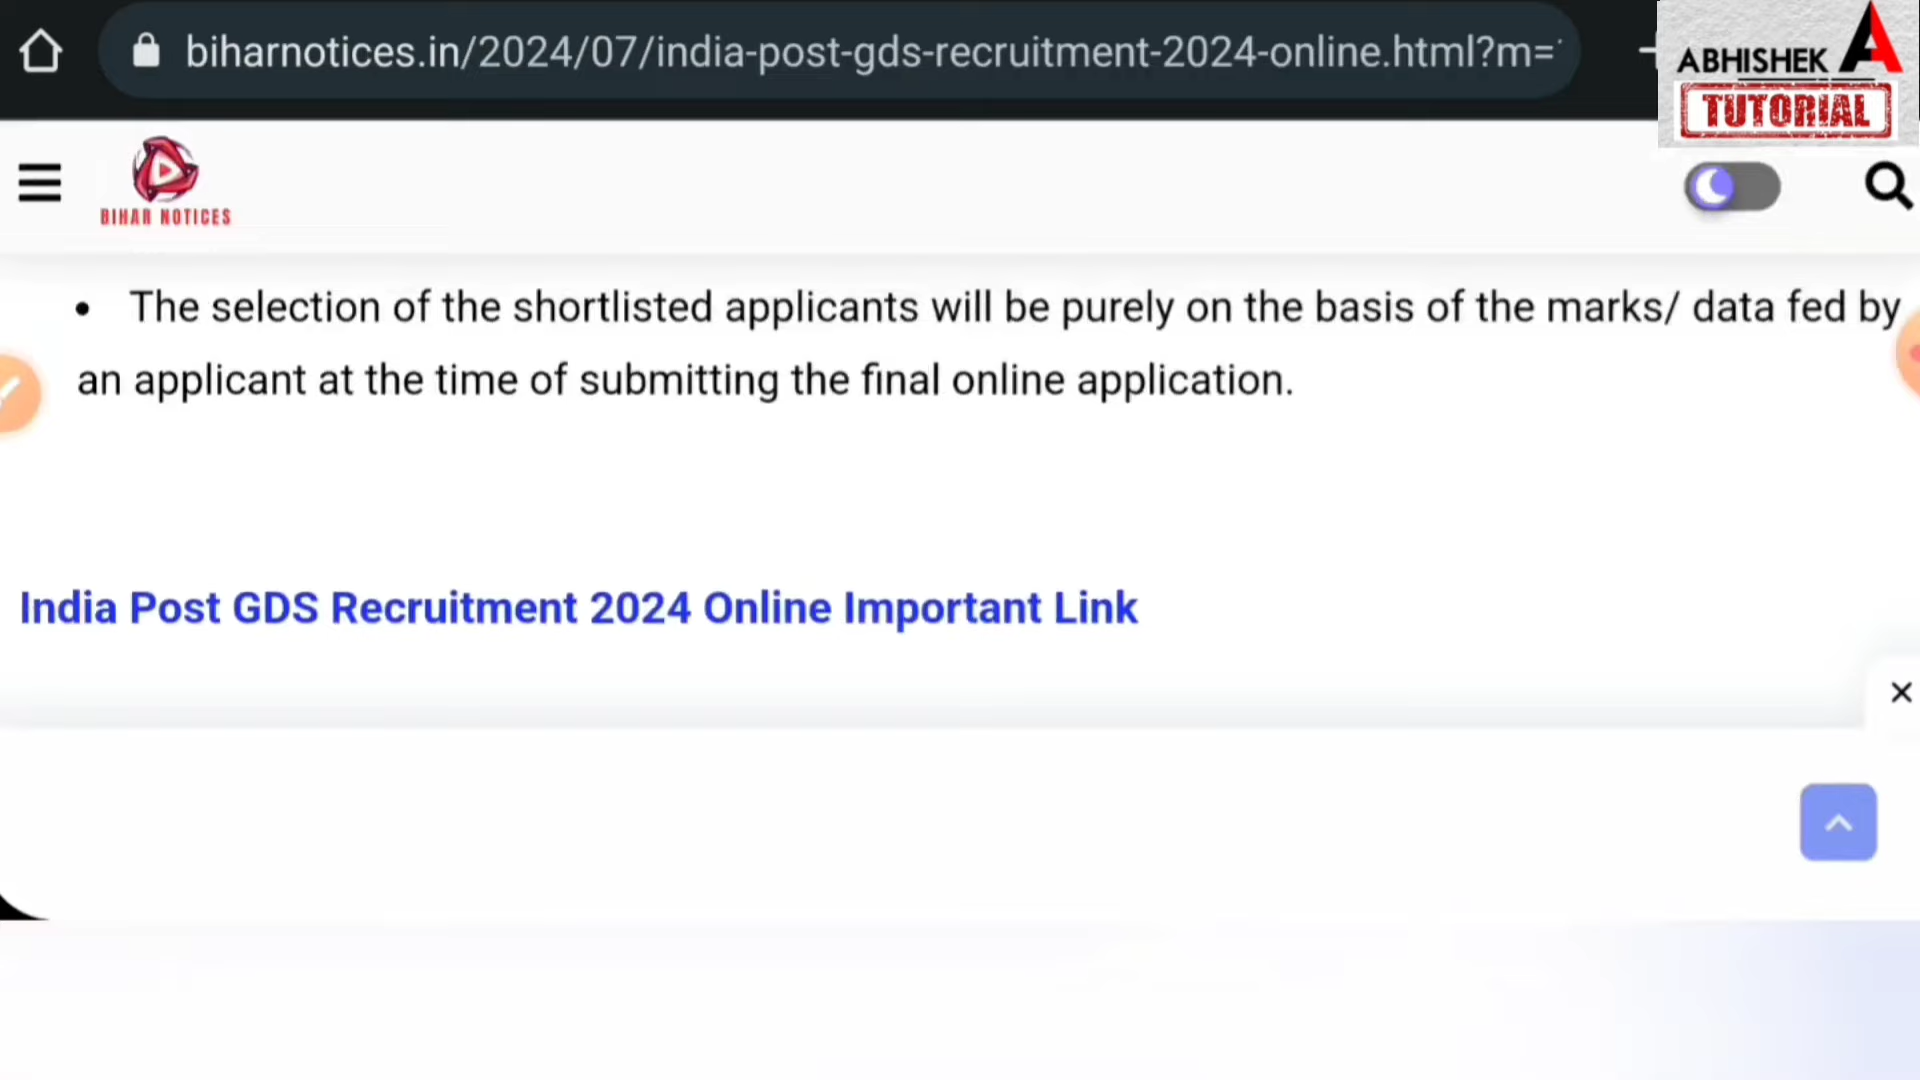 biharnotices.in/2024/07/india-post-gds-recruitment-2024-online.html?m=
ABHISHEK A
TUTORIAL
BIHAR NOTICES
• The selection of the shortlisted applicants will be purely on the basis of the marks/ data fed by
an applicant at the time of submitting the final online application.
India Post GDS Recruitment 2024 Online Important Link